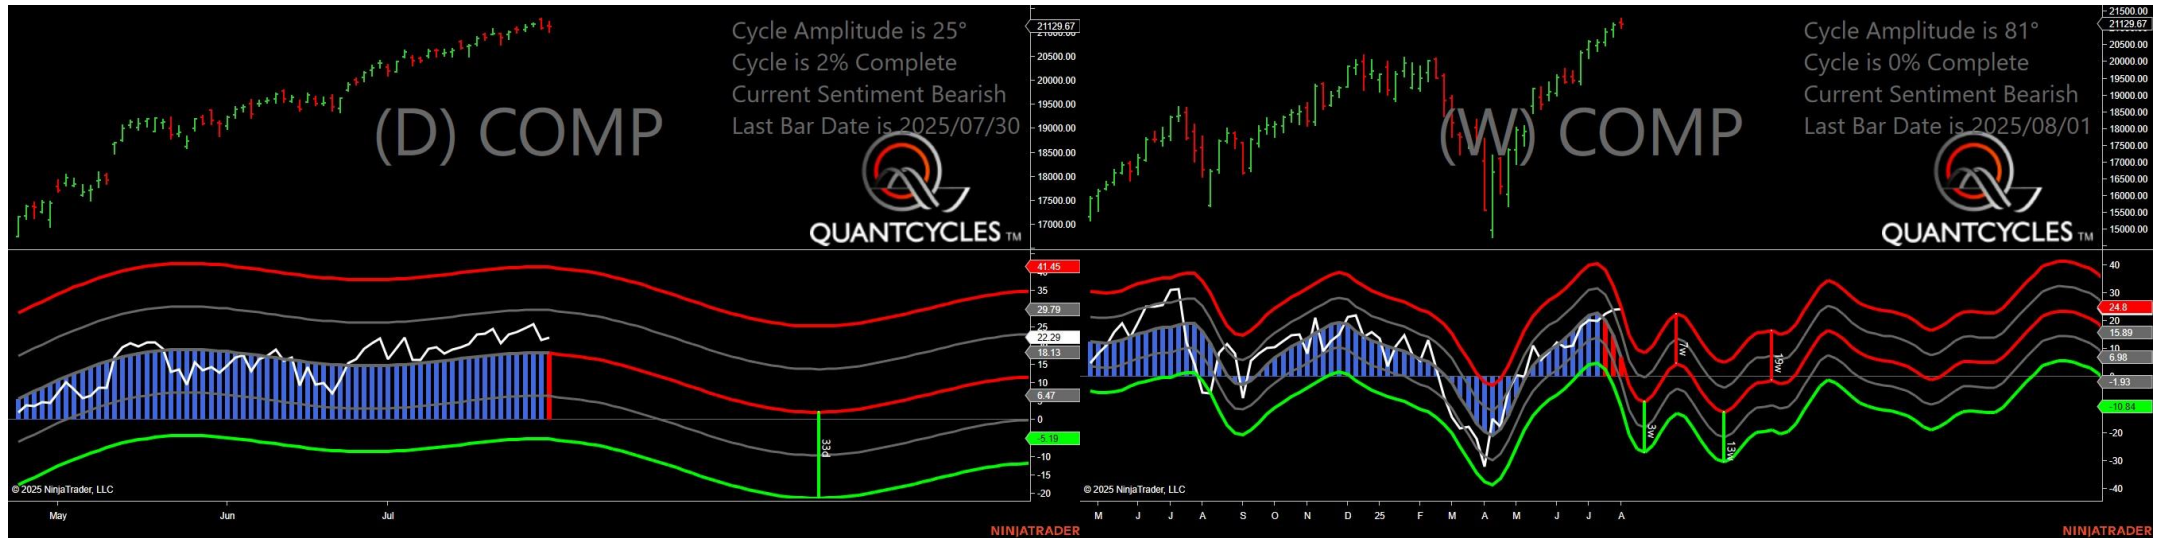 Cycle Amplitude is 25°
Cycle is 2% Complete
Current Sentiment Bearish
Last Bar Date is 2025/07/30
(D) COMP
QUANTCYCLES TM
21129.67
20500.00
20000.00
19500.00
19000.00
18500.00
18000.00
17500.00
17000.00
41.45
35
29.79
25
22.29
18.13
15
10
6.47
0
-5.19
-10
-15
-20
33d
© 2025 NinjaTrader, LLC
May Jun Jul
NINJATRADER
Cycle Amplitude is 81°
Cycle is 0% Complete
Current Sentiment Bearish
Last Bar Date is 2025/08/01
(W) COMP
QUANTCYCLES TM
21500.00
21129.67
20500.00
20000.00
19500.00
19000.00
18500.00
18000.00
17500.00
17000.00
16500.00
16000.00
15500.00
15000.00
40
30
24.8
20
15.89
10
6.98
-1.93
-10.84
-20
-30
-40
7w
19w
3w
13w
© 2025 NinjaTrader, LLC
M J J A S O N D 25 F M A M J J A
NINJATRADER